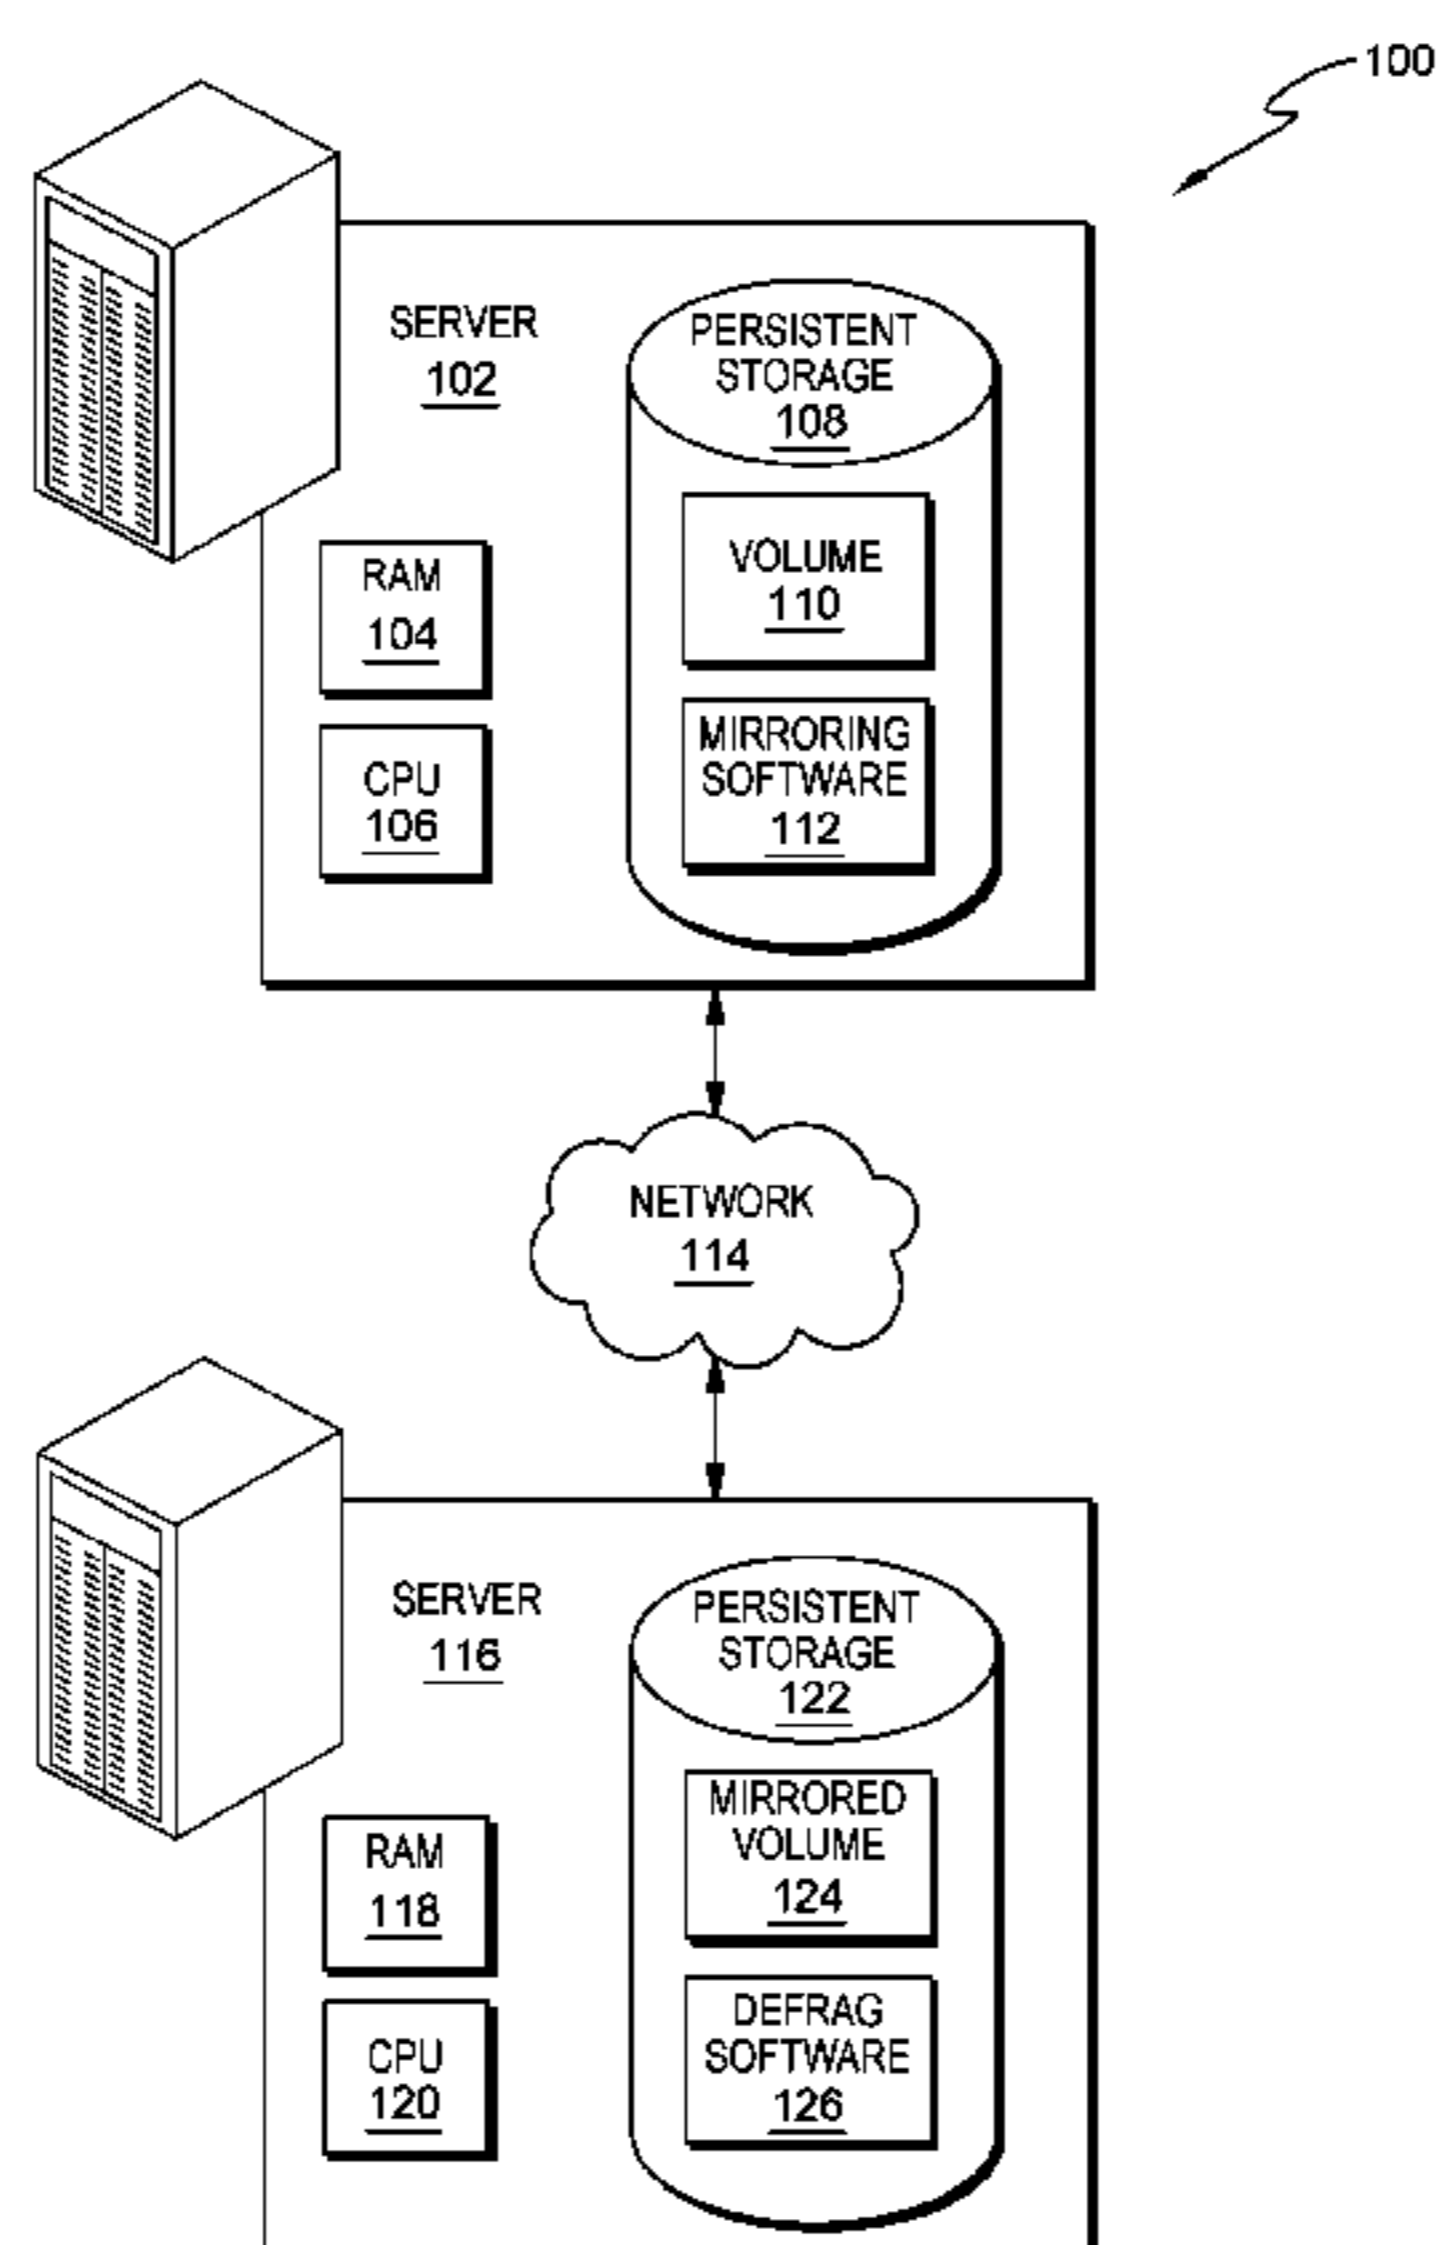 100
SERVER
102
PERSISTENT
STORAGE
108
VOLUME
110
RAM
104
MIRRORING
SOFTWARE
112
CPU
106
NETWORK
114
SERVER
116
PERSISTENT
STORAGE
122
MIRRORED
VOLUME
124
RAM
118
DEFRAG
SOFTWARE
126
CPU
120